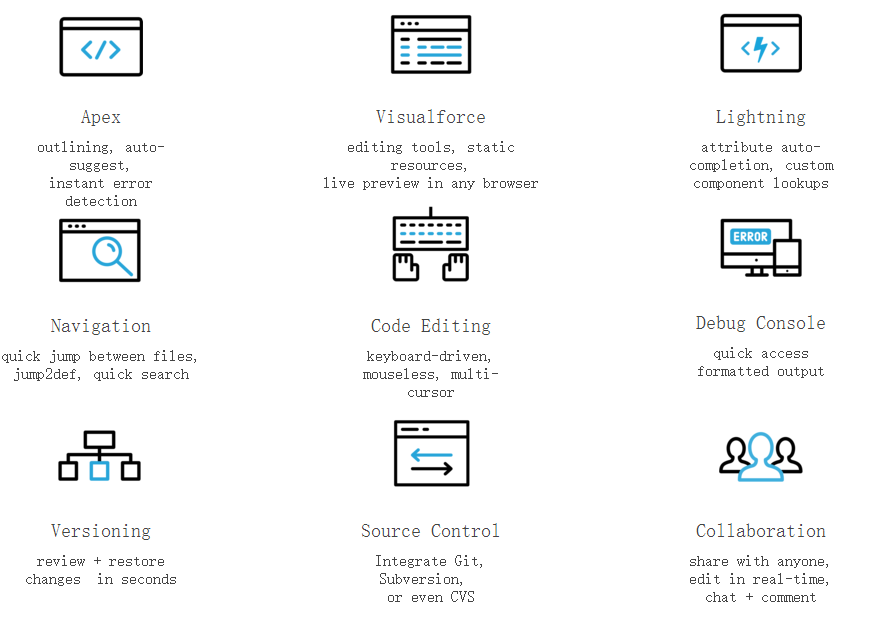 Apex
outlining, auto-
suggest,
instant error
detection
Visualforce
editing tools, static
resources,
live preview in any browser
Lightning
attribute auto-
completion, custom
component lookups
Navigation
quick jump between files,
jump2def, quick search
Code Editing
keyboard-driven,
mouseless, multi-
cursor
ERROR
Debug Console
quick access
formatted output
Versioning
review + restore
changes in seconds
Source Control
Integrate Git,
Subversion,
or even CVS
Collaboration
share with anyone,
edit in real-time,
chat + comment